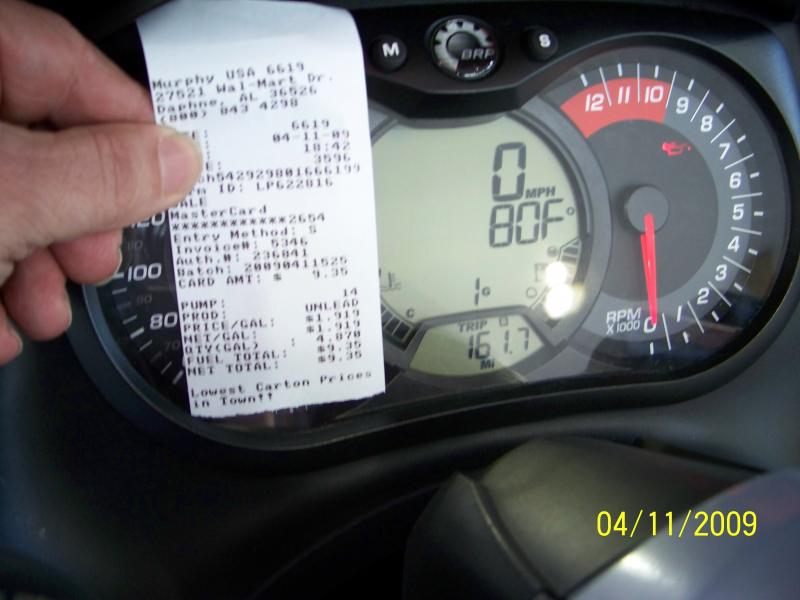 Murphy USA 6619
27521 Wal-Mart Dr.
Daphne, AL 36526
(800) 843 4298
6619
04-11-09
18:42
3596
542929801666199
ID: LP622816
MasterCard
***********2654
Entry Method: S
Invoice#: 5346
Auth.#: 236841
Batch: 20090411525
CARD AMT: $ 9.35
PUMP: 14
PROD: UNLEAD
PRICE/GAL: $1.919
NET/GAL: $1.919
QTY(GAL): 4.870
FUEL TOTAL: $9.35
NET TOTAL: $9.35
Lowest Carton Prices
in Town!!
M
BRP
S
120
100
80
0 MPH
80F°
1G
C
TRIP
161.7
Mi
12 11 10 9 8 7 6 5 4 3 2 1 0
RPM
X 1000
04/11/2009